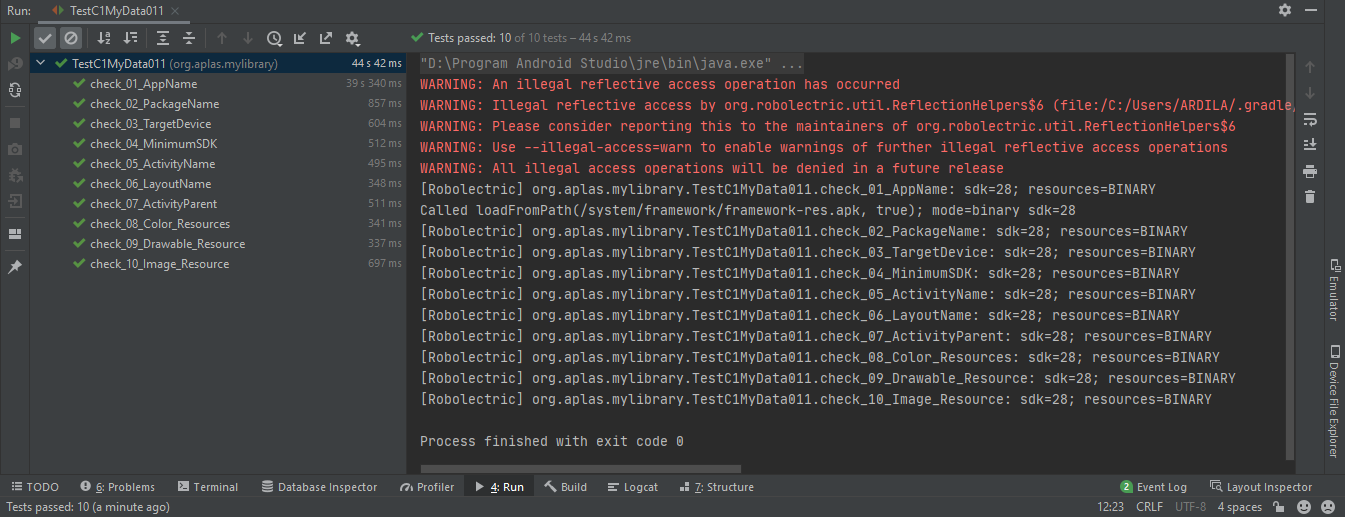 Run: TestC1MyData011
Tests passed: 10 of 10 tests – 44 s 42 ms
TestC1MyData011 (org.aplas.mylibrary) 44 s 42 ms
check_01_AppName 39 s 340 ms
check_02_PackageName 857 ms
check_03_TargetDevice 604 ms
check_04_MinimumSDK 512 ms
check_05_ActivityName 495 ms
check_06_LayoutName 348 ms
check_07_ActivityParent 511 ms
check_08_Color_Resources 341 ms
check_09_Drawable_Resource 337 ms
check_10_Image_Resource 697 ms
"D:\Program Android Studio\jre\bin\java.exe" ...
WARNING: An illegal reflective access operation has occurred
WARNING: Illegal reflective access by org.robolectric.util.ReflectionHelpers$6 (file:/C:/Users/ARDILA/.gradle/
WARNING: Please consider reporting this to the maintainers of org.robolectric.util.ReflectionHelpers$6
WARNING: Use --illegal-access=warn to enable warnings of further illegal reflective access operations
WARNING: All illegal access operations will be denied in a future release
[Robolectric] org.aplas.mylibrary.TestC1MyData011.check_01_AppName: sdk=28; resources=BINARY
Called loadFromPath(/system/framework/framework-res.apk, true); mode=binary sdk=28
[Robolectric] org.aplas.mylibrary.TestC1MyData011.check_02_PackageName: sdk=28; resources=BINARY
[Robolectric] org.aplas.mylibrary.TestC1MyData011.check_03_TargetDevice: sdk=28; resources=BINARY
[Robolectric] org.aplas.mylibrary.TestC1MyData011.check_04_MinimumSDK: sdk=28; resources=BINARY
[Robolectric] org.aplas.mylibrary.TestC1MyData011.check_05_ActivityName: sdk=28; resources=BINARY
[Robolectric] org.aplas.mylibrary.TestC1MyData011.check_06_LayoutName: sdk=28; resources=BINARY
[Robolectric] org.aplas.mylibrary.TestC1MyData011.check_07_ActivityParent: sdk=28; resources=BINARY
[Robolectric] org.aplas.mylibrary.TestC1MyData011.check_08_Color_Resources: sdk=28; resources=BINARY
[Robolectric] org.aplas.mylibrary.TestC1MyData011.check_09_Drawable_Resource: sdk=28; resources=BINARY
[Robolectric] org.aplas.mylibrary.TestC1MyData011.check_10_Image_Resource: sdk=28; resources=BINARY
Process finished with exit code 0
Emulator
Device File Explorer
TODO 6: Problems Terminal Database Inspector Profiler 4: Run Build Logcat 7: Structure 2 Event Log Layout Inspector
Tests passed: 10 (a minute ago) 12:23 CRLF UTF-8 4 spaces